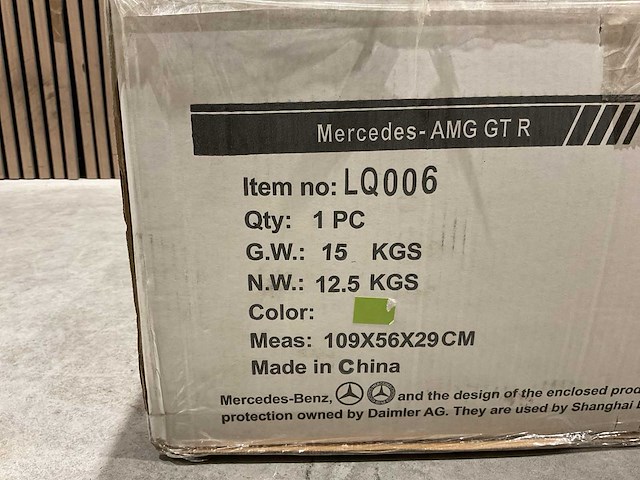 Mercedes-AMG GT R
Item no: LQ006
Qty: 1 PC
G.W.: 15 KGS
N.W.: 12.5 KGS
Color:
Meas: 109X56X29CM
Made in China
Mercedes-Benz, and the design of the enclosed prod
protection owned by Daimler AG. They are used by Shanghai